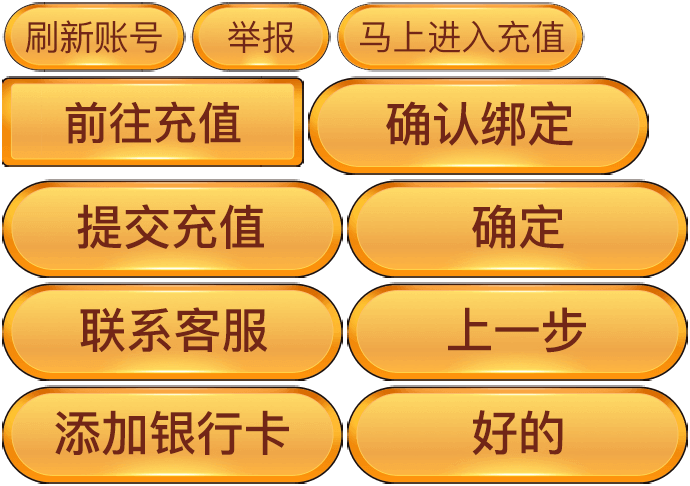 刷新账号
举报
马上进入充值
前往充值
确认绑定
提交充值
确定
联系客服
上一步
添加银行卡
好的